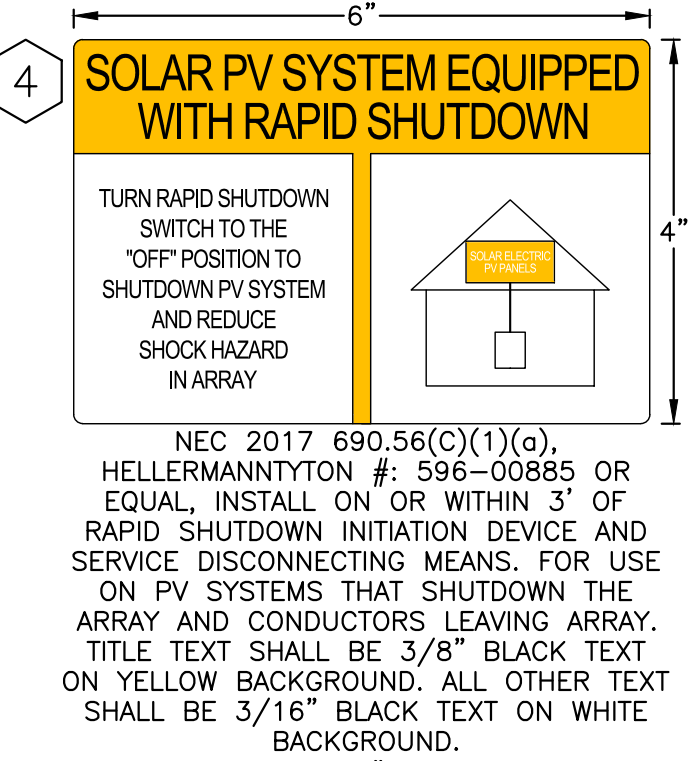 6”
4
SOLAR PV SYSTEM EQUIPPED
WITH RAPID SHUTDOWN
TURN RAPID SHUTDOWN
SWITCH TO THE
"OFF" POSITION TO
SHUTDOWN PV SYSTEM
AND REDUCE
SHOCK HAZARD
IN ARRAY
SOLAR ELECTRIC
PV PANELS
4”
NEC 2017 690.56(C)(1)(a),
HELLERMANNTYTON #: 596-00885 OR
EQUAL, INSTALL ON OR WITHIN 3’ OF
RAPID SHUTDOWN INITIATION DEVICE AND
SERVICE DISCONNECTING MEANS. FOR USE
ON PV SYSTEMS THAT SHUTDOWN THE
ARRAY AND CONDUCTORS LEAVING ARRAY.
TITLE TEXT SHALL BE 3/8” BLACK TEXT
ON YELLOW BACKGROUND. ALL OTHER TEXT
SHALL BE 3/16” BLACK TEXT ON WHITE
BACKGROUND.